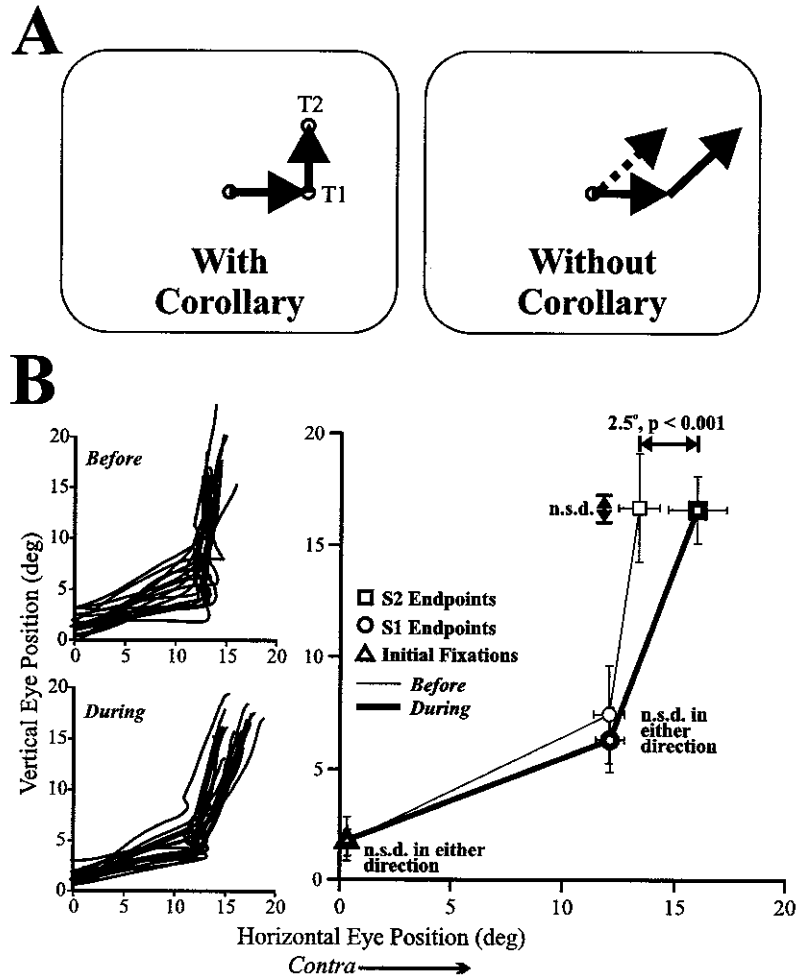 A
T2
T1
With
Corollary
Without
Corollary
B
Before
20
15
10
5
0
0 5 10 15 20
During
20
15
10
5
0
0 5 10 15 20
Vertical Eye Position (deg)
20
15
10
5
0
2.5°, p < 0.001
n.s.d.
S2 Endpoints
S1 Endpoints
Initial Fixations
Before
During
n.s.d. in
either
direction
n.s.d. in either
direction
0 5 10 15 20
Horizontal Eye Position (deg)
Contra